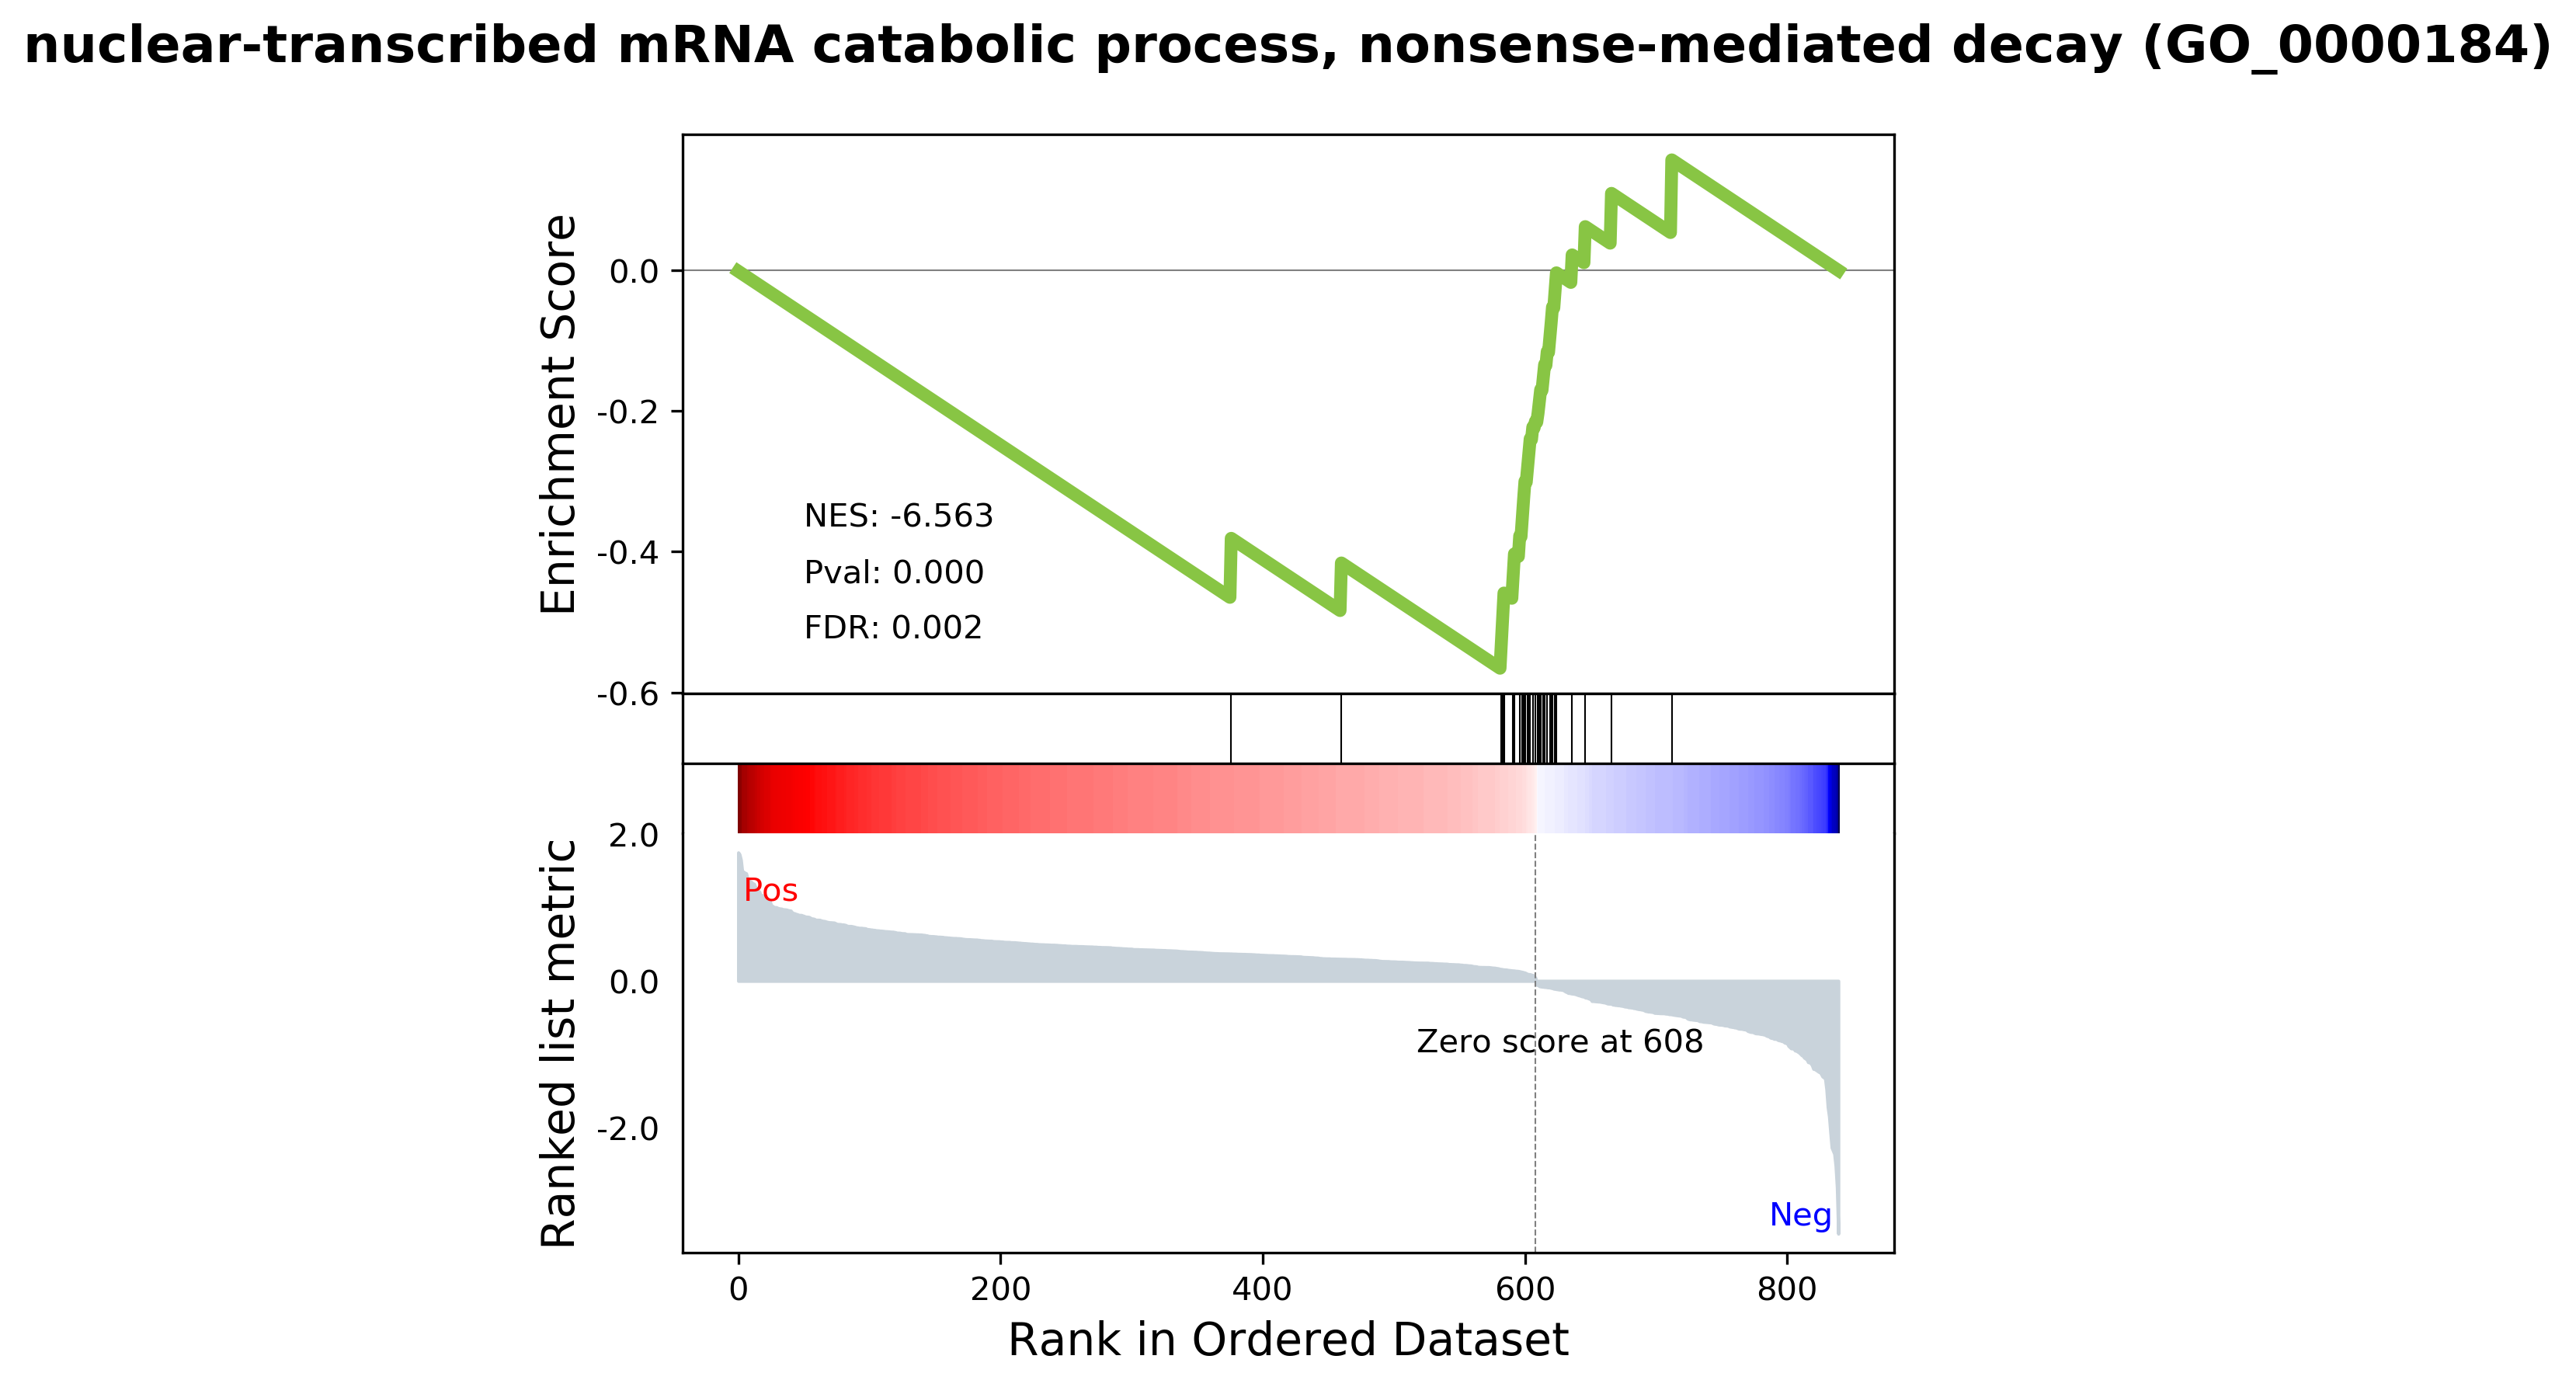 nuclear-transcribed mRNA catabolic process, nonsense-mediated decay (GO_0000184)
Enrichment Score
0.0
-0.2
-0.4
-0.6
NES: -6.563
Pval: 0.000
FDR: 0.002
Ranked list metric
2.0
0.0
-2.0
Pos
Zero score at 608
Neg
0 200 400 600 800
Rank in Ordered Dataset